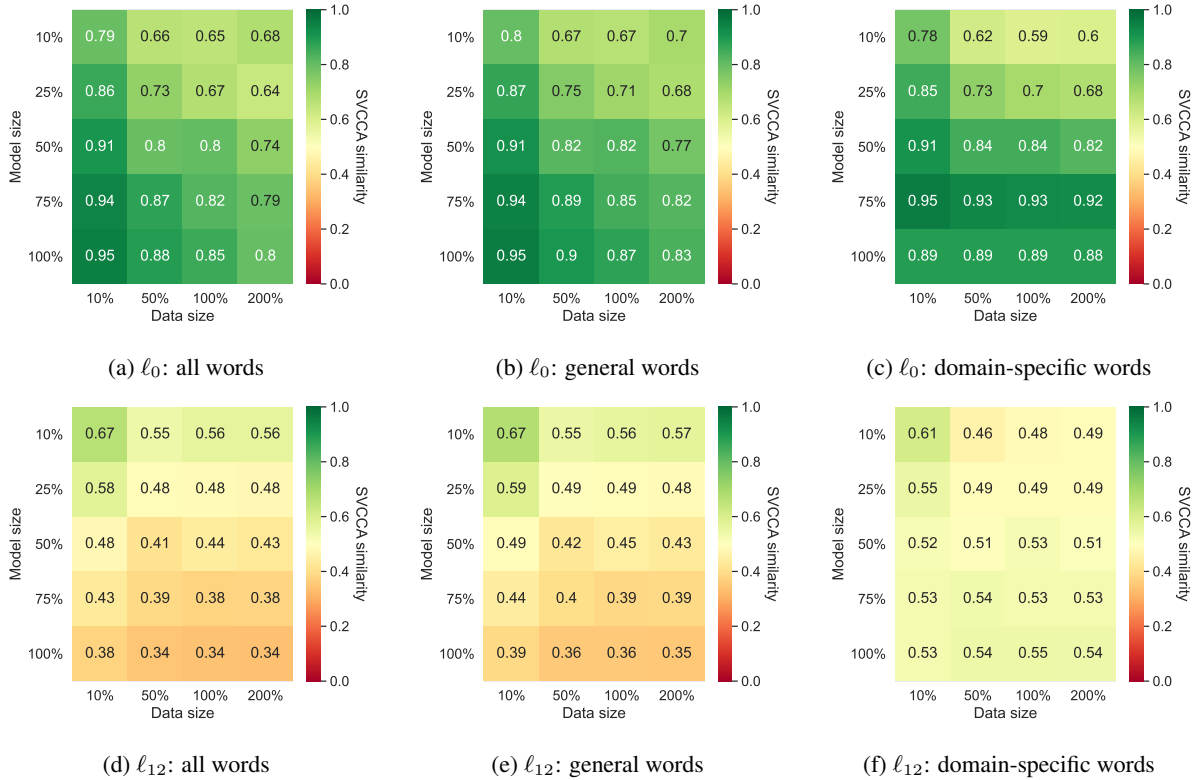 10% 0.79 0.66 0.65 0.68
25% 0.86 0.73 0.67 0.64
50% 0.91 0.8 0.8 0.74
75% 0.94 0.87 0.82 0.79
100% 0.95 0.88 0.85 0.8
10% 50% 100% 200%
Data size
Model size
1.0
0.8
0.6
0.4
0.2
0.0
SVCCA similarity
(a) ℓ0: all words
10% 0.8 0.67 0.67 0.7
25% 0.87 0.75 0.71 0.68
50% 0.91 0.82 0.82 0.77
75% 0.94 0.89 0.85 0.82
100% 0.95 0.9 0.87 0.83
10% 50% 100% 200%
Data size
Model size
1.0
0.8
0.6
0.4
0.2
0.0
SVCCA similarity
(b) ℓ0: general words
10% 0.78 0.62 0.59 0.6
25% 0.85 0.73 0.7 0.68
50% 0.91 0.84 0.84 0.82
75% 0.95 0.93 0.93 0.92
100% 0.89 0.89 0.89 0.88
10% 50% 100% 200%
Data size
Model size
1.0
0.8
0.6
0.4
0.2
0.0
SVCCA similarity
(c) ℓ0: domain-specific words
10% 0.67 0.55 0.56 0.56
25% 0.58 0.48 0.48 0.48
50% 0.48 0.41 0.44 0.43
75% 0.43 0.39 0.38 0.38
100% 0.38 0.34 0.34 0.34
10% 50% 100% 200%
Data size
Model size
1.0
0.8
0.6
0.4
0.2
0.0
SVCCA similarity
(d) ℓ12: all words
10% 0.67 0.55 0.56 0.57
25% 0.59 0.49 0.49 0.48
50% 0.49 0.42 0.45 0.43
75% 0.44 0.4 0.39 0.39
100% 0.39 0.36 0.36 0.35
10% 50% 100% 200%
Data size
Model size
1.0
0.8
0.6
0.4
0.2
0.0
SVCCA similarity
(e) ℓ12: general words
10% 0.61 0.46 0.48 0.49
25% 0.55 0.49 0.49 0.49
50% 0.52 0.51 0.53 0.51
75% 0.53 0.54 0.53 0.53
100% 0.53 0.54 0.55 0.54
10% 50% 100% 200%
Data size
Model size
1.0
0.8
0.6
0.4
0.2
0.0
SVCCA similarity
(f) ℓ12: domain-specific words